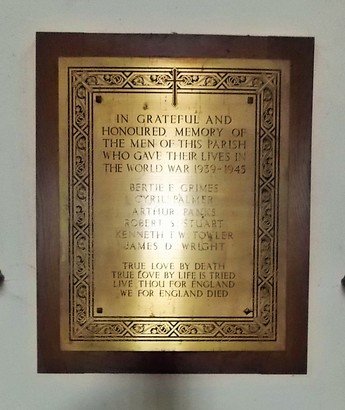 IN GRATEFUL AND
HONOURED MEMORY OF
THE MEN OF THIS PARISH
WHO GAVE THEIR LIVES IN
THE WORLD WAR 1939-1945
BERTIE F. GRIMES
CYRIL PALMER
ARTHUR PANKS
ROBERT S. STUART
KENNETH T.W. TOWLER
JAMES D. WRIGHT
TRUE LOVE BY DEATH
TRUE LOVE BY LIFE IS TRIED
LIVE THOU FOR ENGLAND
WE FOR ENGLAND DIED